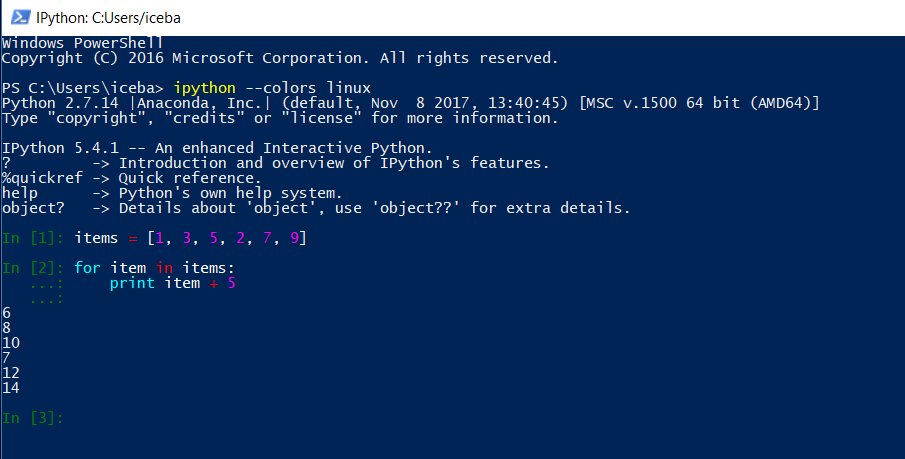 IPython: C:Users/iceba
Windows PowerShell
Copyright (C) 2016 Microsoft Corporation. All rights reserved.
PS C:\Users\iceba> ipython --colors linux
Python 2.7.14 |Anaconda, Inc.| (default, Nov  8 2017, 13:40:45) [MSC v.1500 64 bit (AMD64)]
Type "copyright", "credits" or "license" for more information.
IPython 5.4.1 -- An enhanced Interactive Python.
?         -> Introduction and overview of IPython's features.
%quickref -> Quick reference.
help      -> Python's own help system.
object?   -> Details about 'object', use 'object??' for extra details.
In [1]: items = [1, 3, 5, 2, 7, 9]
In [2]: for item in items:
   ...:     print item + 5
   ...:
6
8
10
7
12
14
In [3]: